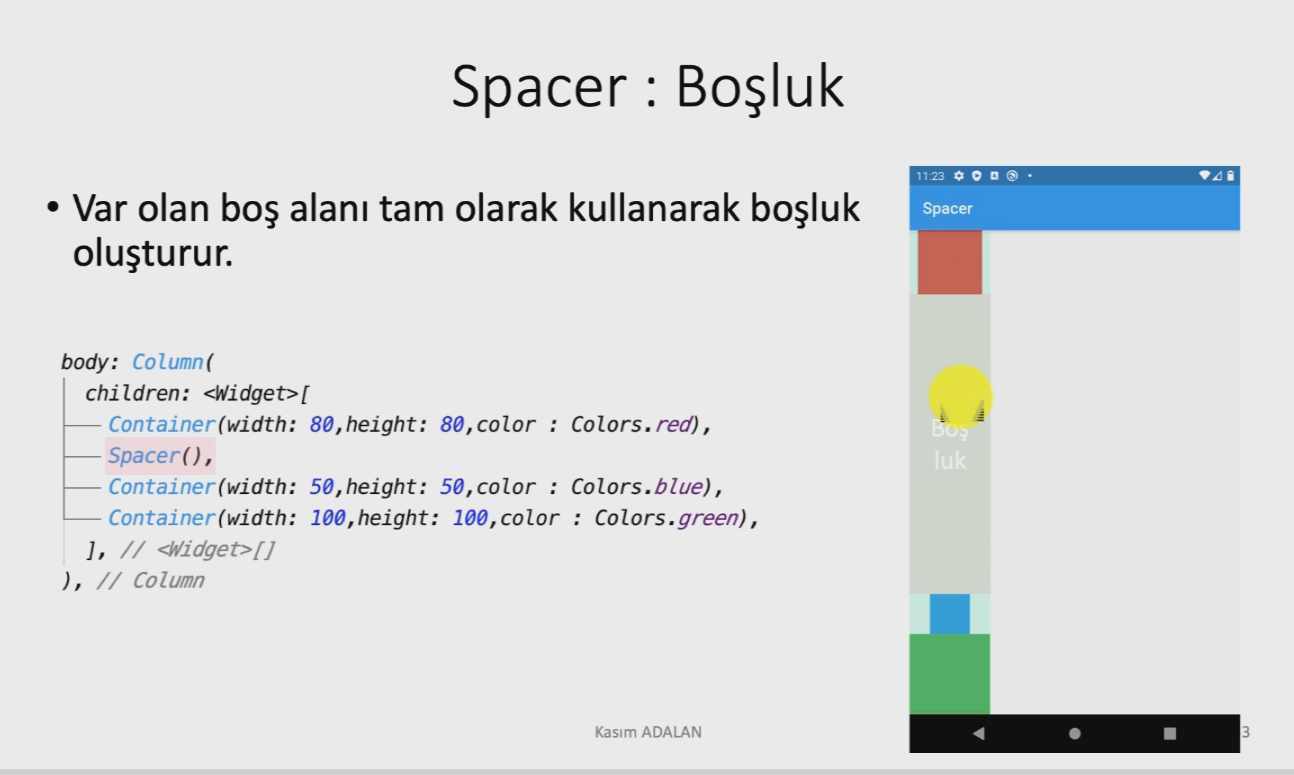 Spacer : Boşluk
• Var olan boş alanı tam olarak kullanarak boşluk
oluşturur.
body: Column(
children: <Widget>[
Container(width: 80,height: 80,color : Colors.red),
Spacer(),
Container(width: 50,height: 50,color : Colors.blue),
Container(width: 100,height: 100,color : Colors.green),
], // <Widget>[]
), // Column
11:23
Spacer
Boş
luk
Kasım ADALAN
3